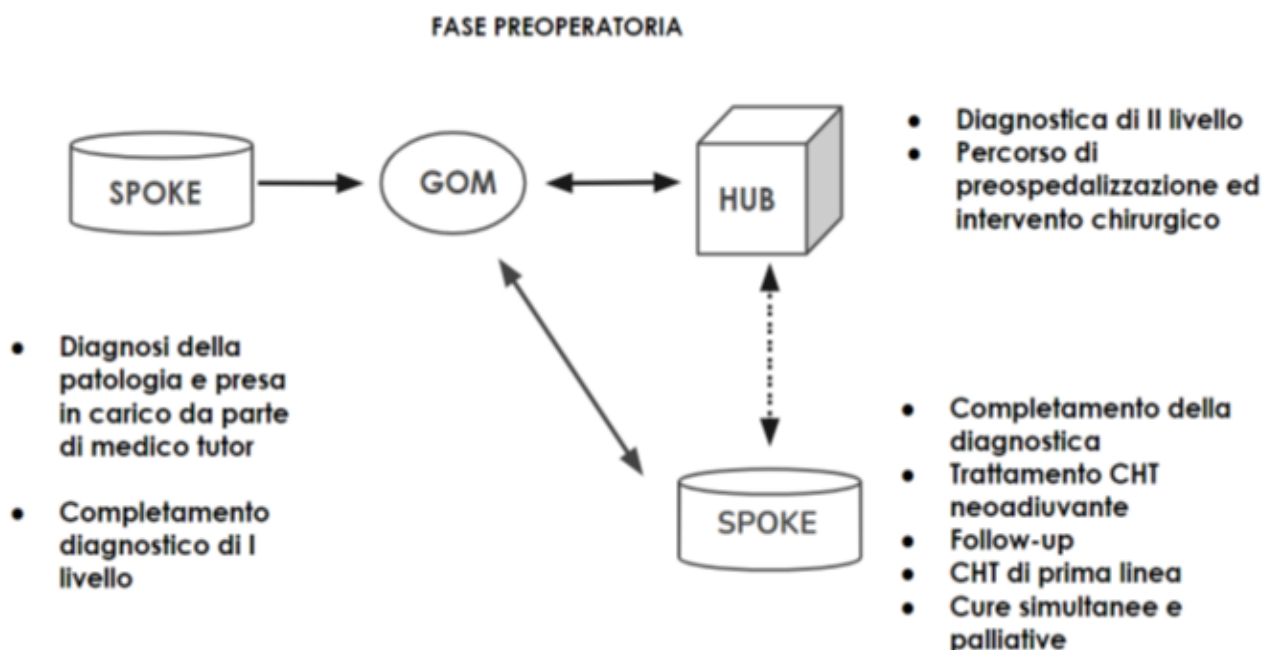 FASE PREOPERATORIA
SPOKE
GOM
HUB
● Diagnostica di II livello
● Percorso di
preospedalizzazione ed
intervento chirurgico
● Diagnosi della
patologia e presa
in carico da parte
di medico tutor
● Completamento
diagnostico di I
livello
SPOKE
● Completamento della
diagnostica
● Trattamento CHT
neoadiuvante
● Follow-up
● CHT di prima linea
● Cure simultanee e
palliative